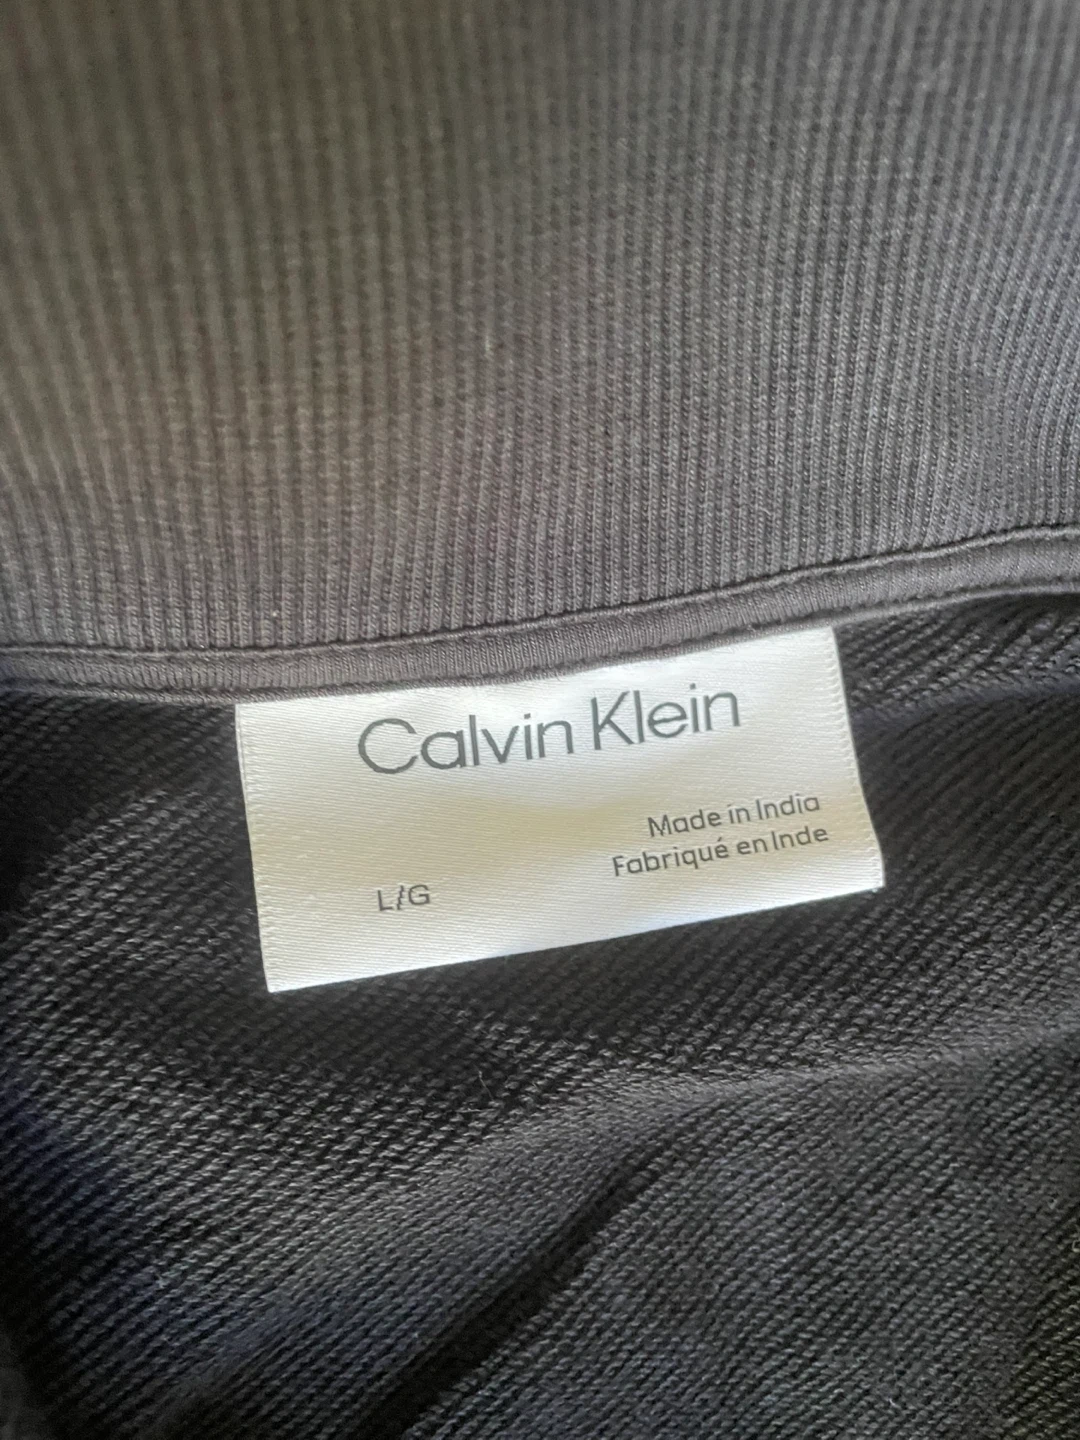 Calvin Klein
Made in India
Fabriqué en Inde
L/G